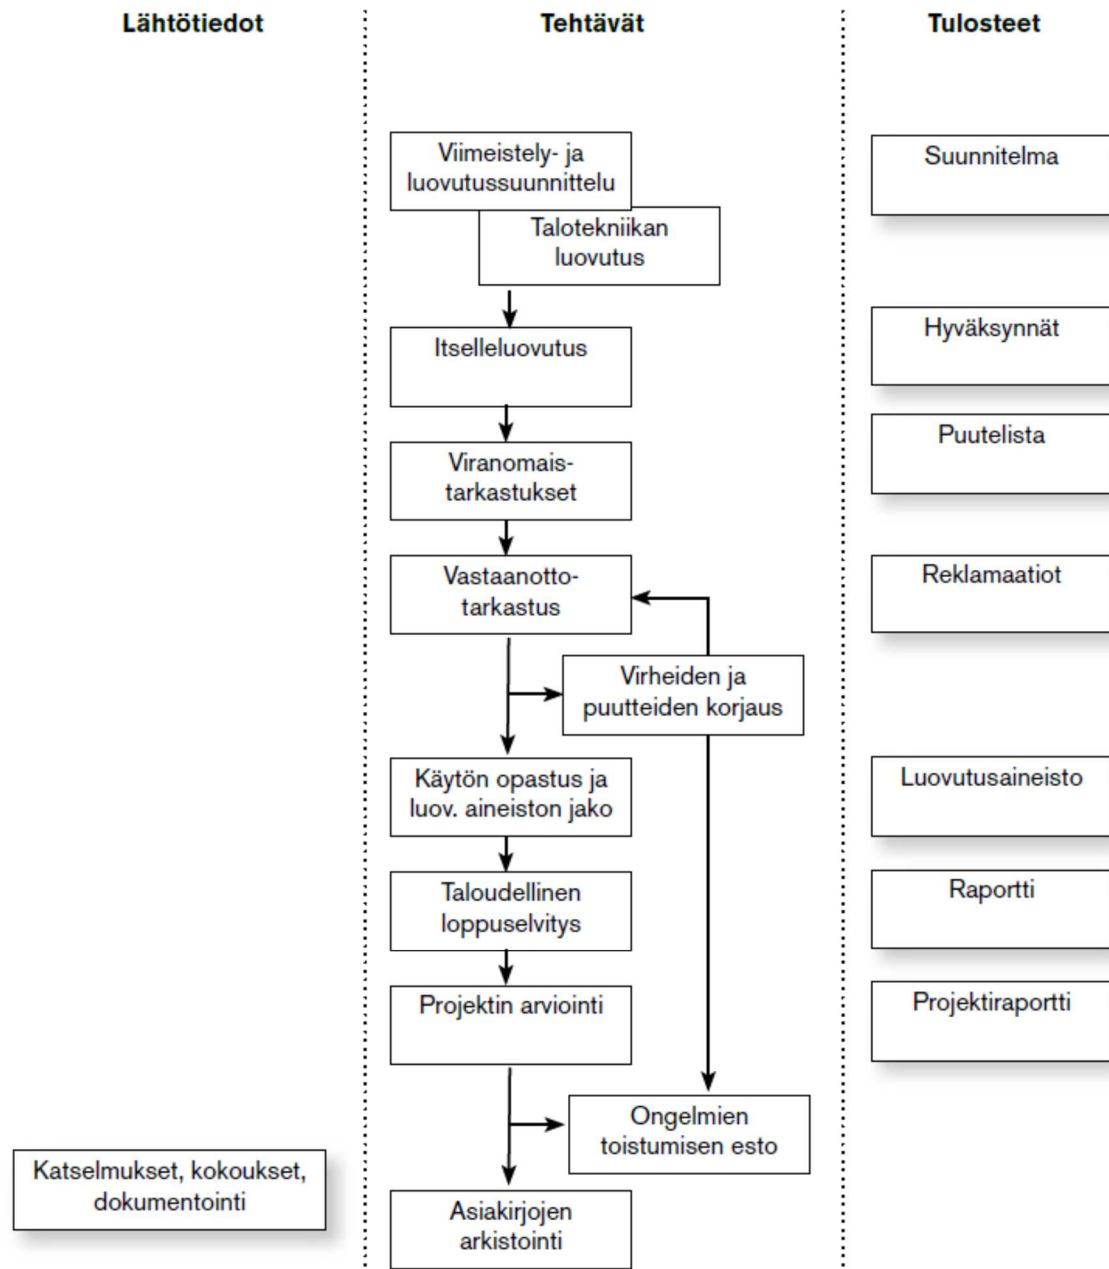 Lähtötiedot
Tehtävät
Tulosteet
Viimeistely- ja
luovutussuunnittelu
Suunnitelma
Talotekniikan
luovutus
Itselleluovutus
Hyväksynnät
Viranomais-
tarkastukset
Puutelista
Vastaanotto-
tarkastus
Reklamaatiot
Virheiden ja
puutteiden korjaus
Käytön opastus ja
luov. aineiston jako
Luovutusaineisto
Taloudellinen
loppuselvitys
Raportti
Projektin arviointi
Projektiraportti
Ongelmien
toistumisen esto
Katselmukset, kokoukset,
dokumentointi
Asiakirjojen
arkistointi